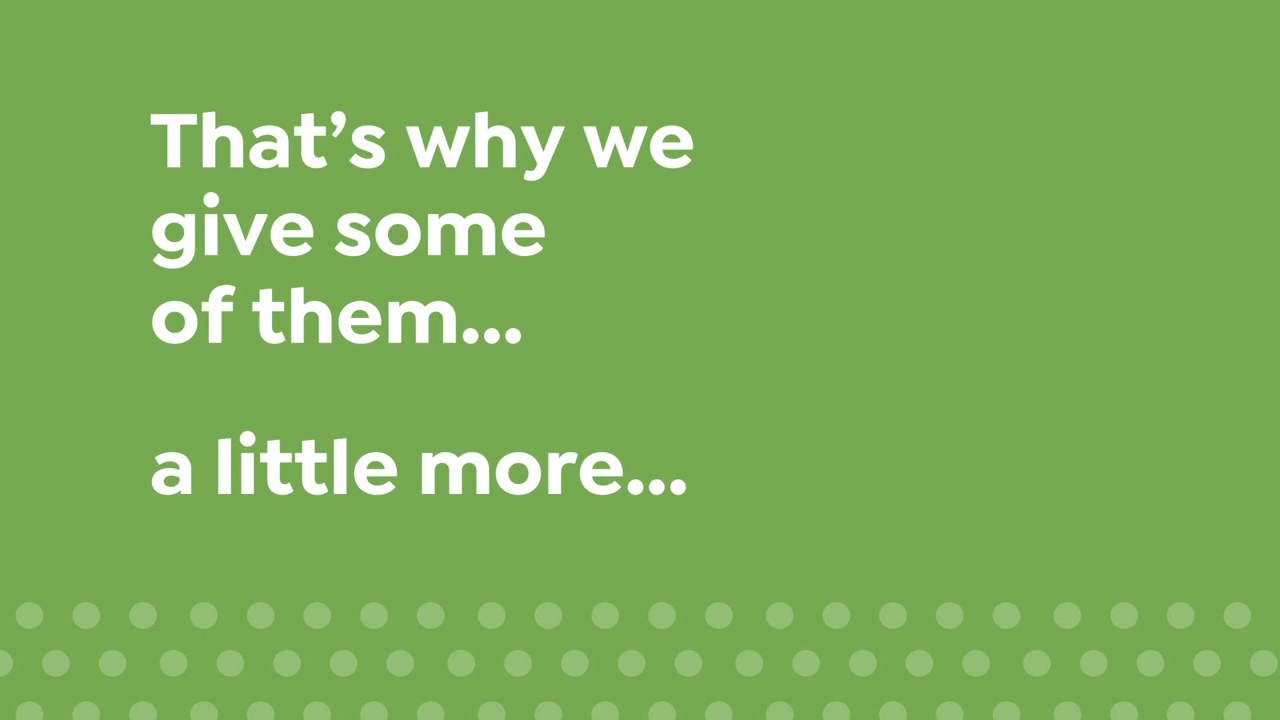 That’s why we
give some
of them...
a little more...